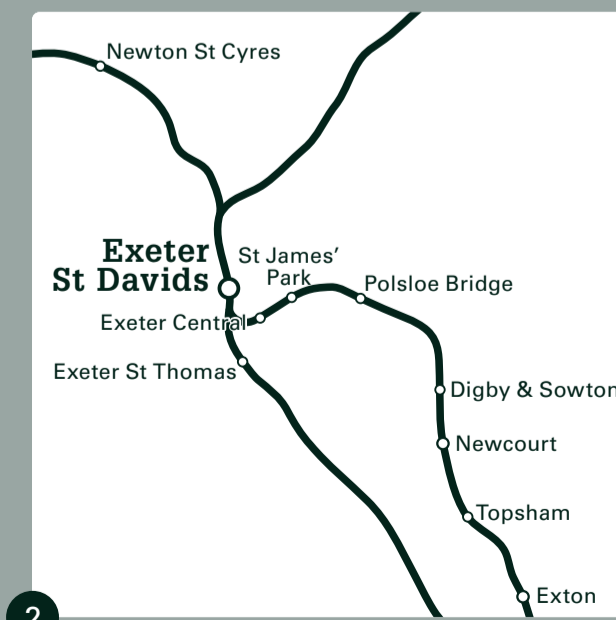 Newton St Cyres
Exeter
St Davids
St James’
Park
Polsloe Bridge
Exeter Central
Exeter St Thomas
Digby & Sowton
Newcourt
Topsham
Exton
2